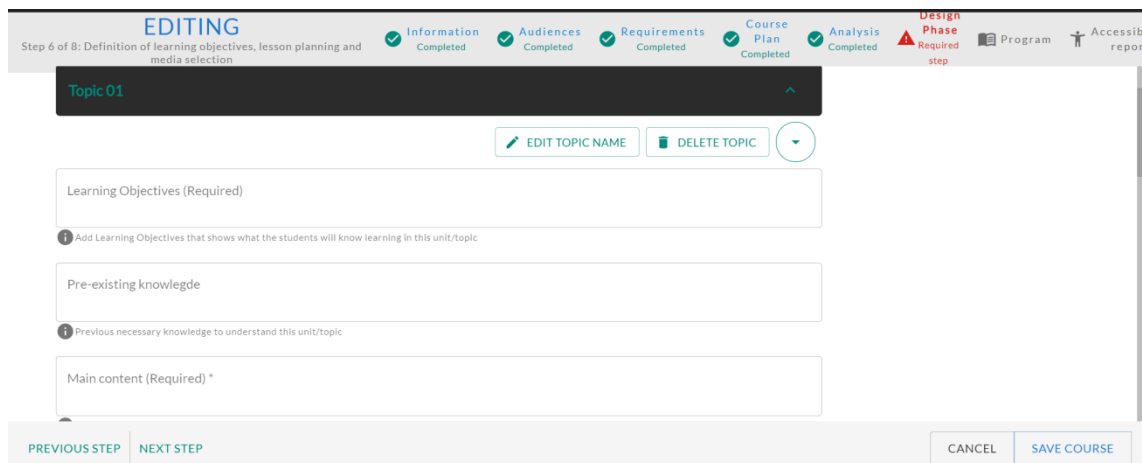 EDITING
Step 6 of 8: Definition of learning objectives, lesson planning and
media selection
Information
Completed
Audiences
Completed
Requirements
Completed
Course
Plan
Completed
Analysis
Completed
Design
Phase
Required
step
Program
Accessib
repor
Topic 01
EDIT TOPIC NAME
DELETE TOPIC
Learning Objectives (Required)
Add Learning Objectives that shows what the students will know learning in this unit/topic
Pre-existing knowlegde
Previous necessary knowledge to understand this unit/topic
Main content (Required) *
PREVIOUS STEP
NEXT STEP
CANCEL
SAVE COURSE